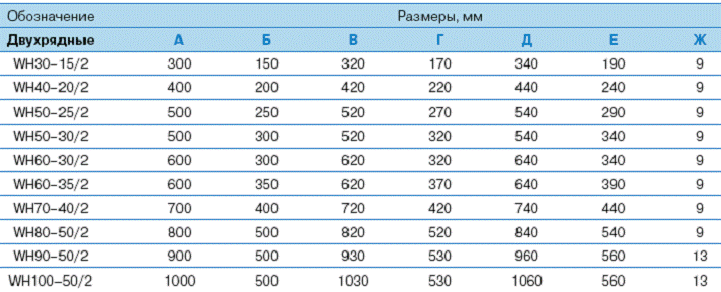 Обозначение Размеры, мм
Двухрядные А Б В Г Д Е Ж
WH30–15/2 300 150 320 170 340 190 9
WH40–20/2 400 200 420 220 440 240 9
WH50–25/2 500 250 520 270 540 290 9
WH50–30/2 500 300 520 320 540 340 9
WH60–30/2 600 300 620 320 640 340 9
WH60–35/2 600 350 620 370 640 390 9
WH70–40/2 700 400 720 420 740 440 9
WH80–50/2 800 500 820 520 840 540 9
WH90–50/2 900 500 930 530 960 560 13
WH100–50/2 1000 500 1030 530 1060 560 13